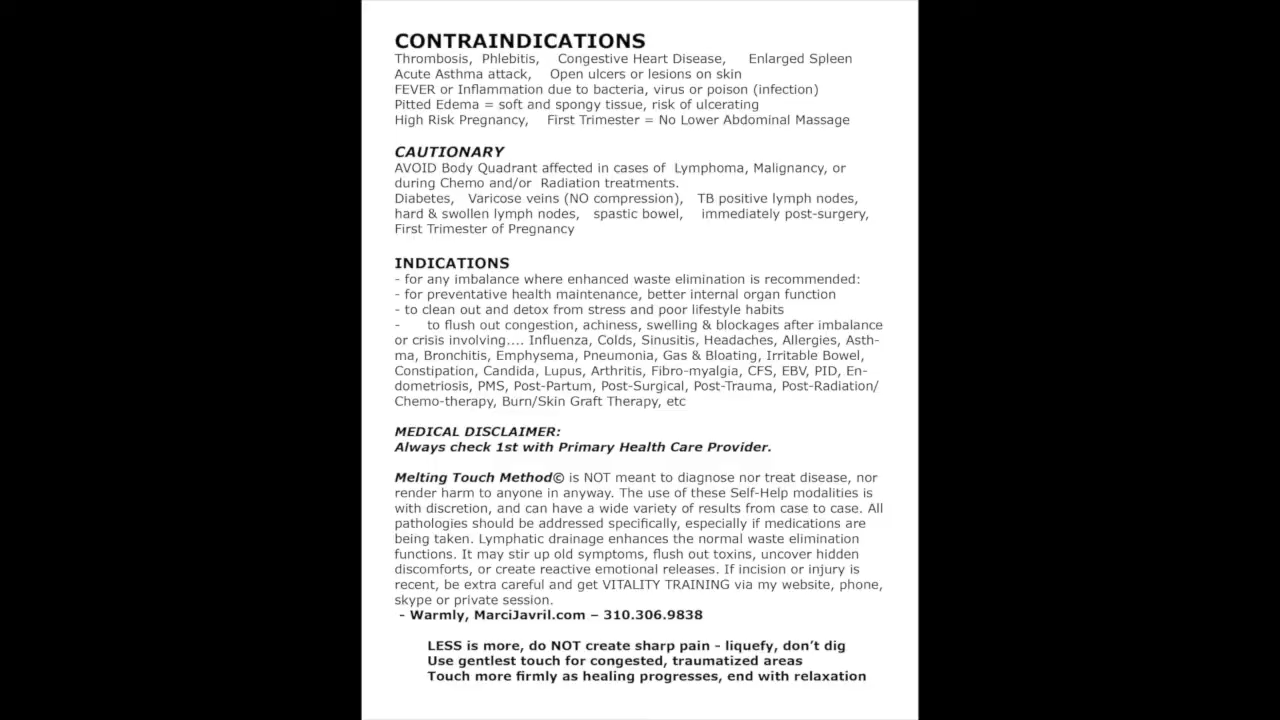 CONTRAINDICATIONS
Thrombosis, Phlebitis, Congestive Heart Disease, Enlarged Spleen
Acute Asthma attack, Open ulcers or lesions on skin
FEVER or Inflammation due to bacteria, virus or poison (infection)
Pitted Edema = soft and spongy tissue, risk of ulcerating
High Risk Pregnancy, First Trimester = No Lower Abdominal Massage
CAUTIONARY
AVOID Body Quadrant affected in cases of Lymphoma, Malignancy, or
during Chemo and/or Radiation treatments.
Diabetes, Varicose veins (NO compression), TB positive lymph nodes,
hard & swollen lymph nodes, spastic bowel, immediately post-surgery,
First Trimester of Pregnancy
INDICATIONS
- for any imbalance where enhanced waste elimination is recommended:
- for preventative health maintenance, better internal organ function
- to clean out and detox from stress and poor lifestyle habits
- to flush out congestion, achiness, swelling & blockages after imbalance
or crisis involving.... Influenza, Colds, Sinusitis, Headaches, Allergies, Asth-
ma, Bronchitis, Emphysema, Pneumonia, Gas & Bloating, Irritable Bowel,
Constipation, Candida, Lupus, Arthritis, Fibro-myalgia, CFS, EBV, PID, En-
dometriosis, PMS, Post-Partum, Post-Surgical, Post-Trauma, Post-Radiation/
Chemo-therapy, Burn/Skin Graft Therapy, etc
MEDICAL DISCLAIMER:
Always check 1st with Primary Health Care Provider.
Melting Touch Method© is NOT meant to diagnose nor treat disease, nor
render harm to anyone in anyway. The use of these Self-Help modalities is
with discretion, and can have a wide variety of results from case to case. All
pathologies should be addressed specifically, especially if medications are
being taken. Lymphatic drainage enhances the normal waste elimination
functions. It may stir up old symptoms, flush out toxins, uncover hidden
discomforts, or create reactive emotional releases. If incision or injury is
recent, be extra careful and get VITALITY TRAINING via my website, phone,
skype or private session.
- Warmly, MarciJavril.com – 310.306.9838
LESS is more, do NOT create sharp pain - liquefy, don't dig
Use gentlest touch for congested, traumatized areas
Touch more firmly as healing progresses, end with relaxation